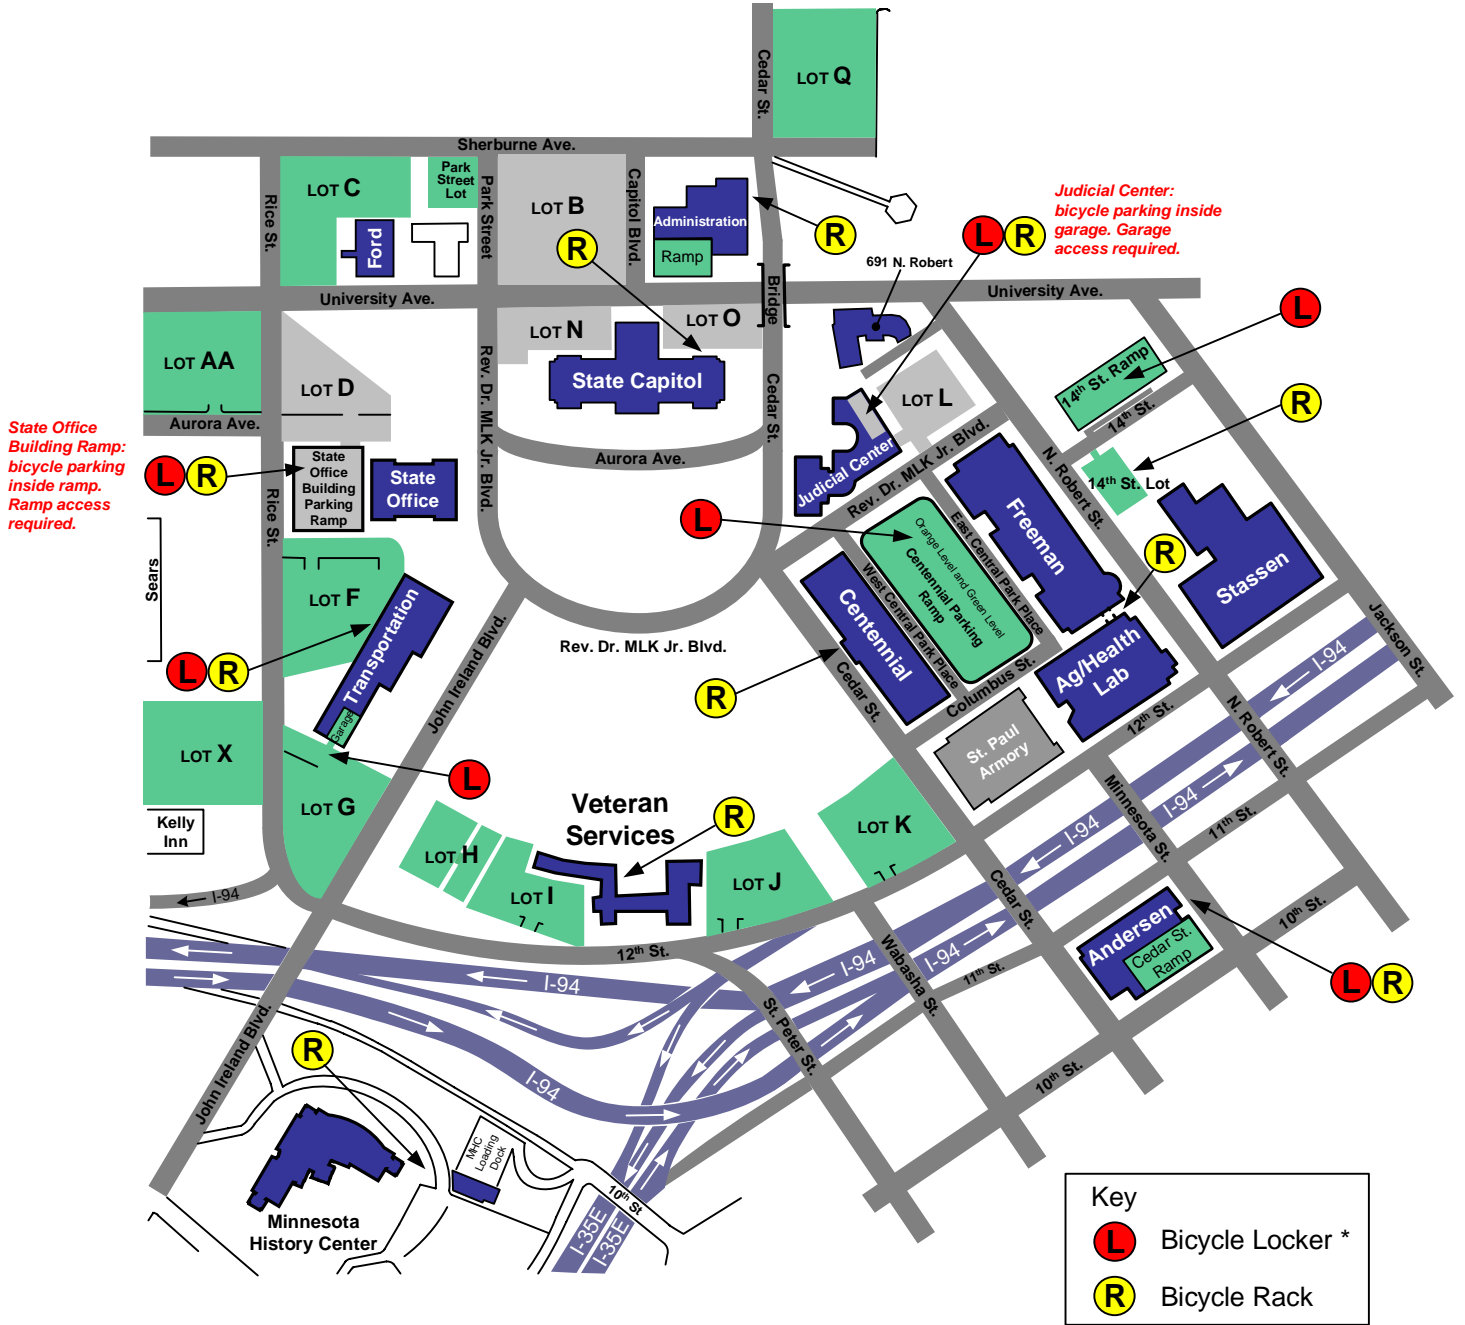 Cedar St.
LOT Q
Sherburne Ave.
Rice St.
LOT C
Park
Street
Lot
Park Street
LOT B
Capitol Blvd.
Administration
Ramp
R
R
Ford
Judicial Center:
bicycle parking inside
garage. Garage
access required.
L
R
691 N. Robert
University Ave.
Bridge
University Ave.
L
LOT AA
LOT D
LOT N
LOT O
State Capitol
Rev. Dr. MLK Jr. Blvd.
Cedar St.
LOT L
14th St. Ramp
14th St.
R
Aurora Ave.
State Office
Building Ramp:
bicycle parking
inside ramp.
Ramp access
required.
L
R
State
Office
Building
Parking
Ramp
State
Office
Aurora Ave.
Judicial Center
Rev. Dr. MLK Jr. Blvd.
N. Robert St.
14th St. Lot
Rice St.
L
Orange Level and Green Level
Centennial Parking
Ramp
East Central Park Place
West Central Park Place
Freeman
R
Stassen
Sears
LOT F
Transportation
Garage
L
R
John Ireland Blvd.
Rev. Dr. MLK Jr. Blvd.
Centennial
R
Cedar St.
Columbus St.
Ag/Health
Lab
Jackson St.
I-94
12th St.
N. Robert St.
St. Paul
Armory
LOT X
L
LOT G
Kelly
Inn
Veteran
Services
R
LOT H
LOT I
LOT J
LOT K
I-94
I-94
Minnesota St.
11th St.
I-94
12th St.
Cedar St.
Andersen
Cedar St.
Ramp
10th St.
L
R
I-94
I-94
I-94
Wabasha St.
11th St.
St. Peter St.
10th St.
John Ireland Blvd.
R
I-94
MHC
Loading
Dock
10th St
I-35E
I-35E
Minnesota
History Center
Key
L
Bicycle Locker *
R
Bicycle Rack